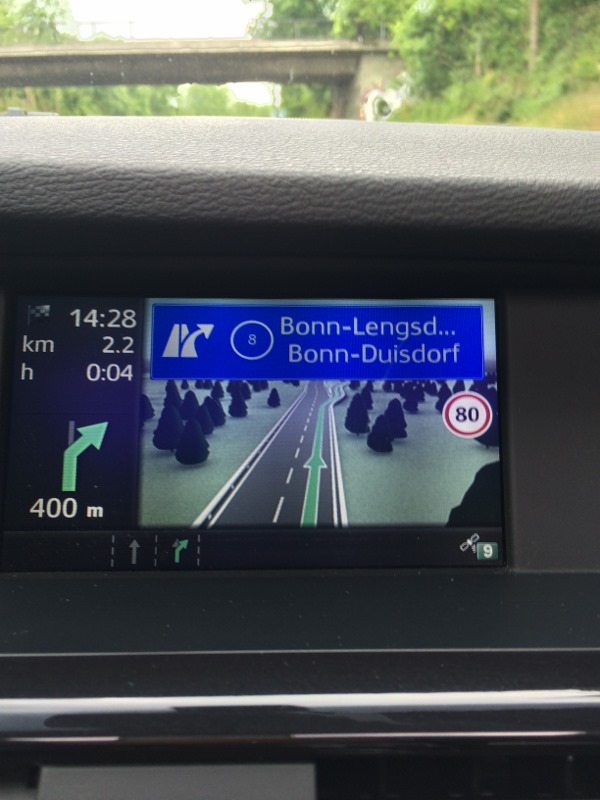 14:28
km 2.2
h 0:04
400 m
8
Bonn-Lengsd...
Bonn-Duisdorf
80
9